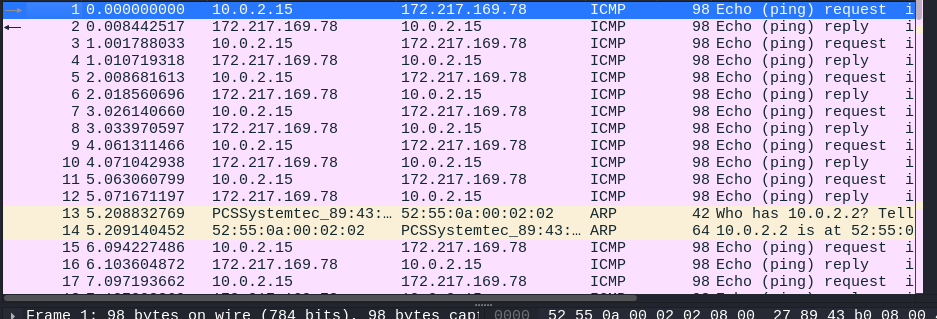 1 0.000000000 10.0.2.15 172.217.169.78 ICMP 98 Echo (ping) request i
2 0.008442517 172.217.169.78 10.0.2.15 ICMP 98 Echo (ping) reply i
3 1.001788033 10.0.2.15 172.217.169.78 ICMP 98 Echo (ping) request i
4 1.010719318 172.217.169.78 10.0.2.15 ICMP 98 Echo (ping) reply i
5 2.008681613 10.0.2.15 172.217.169.78 ICMP 98 Echo (ping) request i
6 2.018560696 172.217.169.78 10.0.2.15 ICMP 98 Echo (ping) reply i
7 3.026140660 10.0.2.15 172.217.169.78 ICMP 98 Echo (ping) request i
8 3.033970597 172.217.169.78 10.0.2.15 ICMP 98 Echo (ping) reply i
9 4.061311466 10.0.2.15 172.217.169.78 ICMP 98 Echo (ping) request i
10 4.071042938 172.217.169.78 10.0.2.15 ICMP 98 Echo (ping) reply i
11 5.063060799 10.0.2.15 172.217.169.78 ICMP 98 Echo (ping) request i
12 5.071671197 172.217.169.78 10.0.2.15 ICMP 98 Echo (ping) reply i
13 5.208832769 PCSSystemtec_89:43:… 52:55:0a:00:02:02 ARP 42 Who has 10.0.2.2? Tell
14 5.209140452 52:55:0a:00:02:02 PCSSystemtec_89:43:… ARP 64 10.0.2.2 is at 52:55:0
15 6.094227486 10.0.2.15 172.217.169.78 ICMP 98 Echo (ping) request i
16 6.103604872 172.217.169.78 10.0.2.15 ICMP 98 Echo (ping) reply i
17 7.097193662 10.0.2.15 172.217.169.78 ICMP 98 Echo (ping) request i
Frame 1: 98 bytes on wire (784 bits), 98 bytes capt 0000 52 55 0a 00 02 02 08 00 27 89 43 b0 08 00